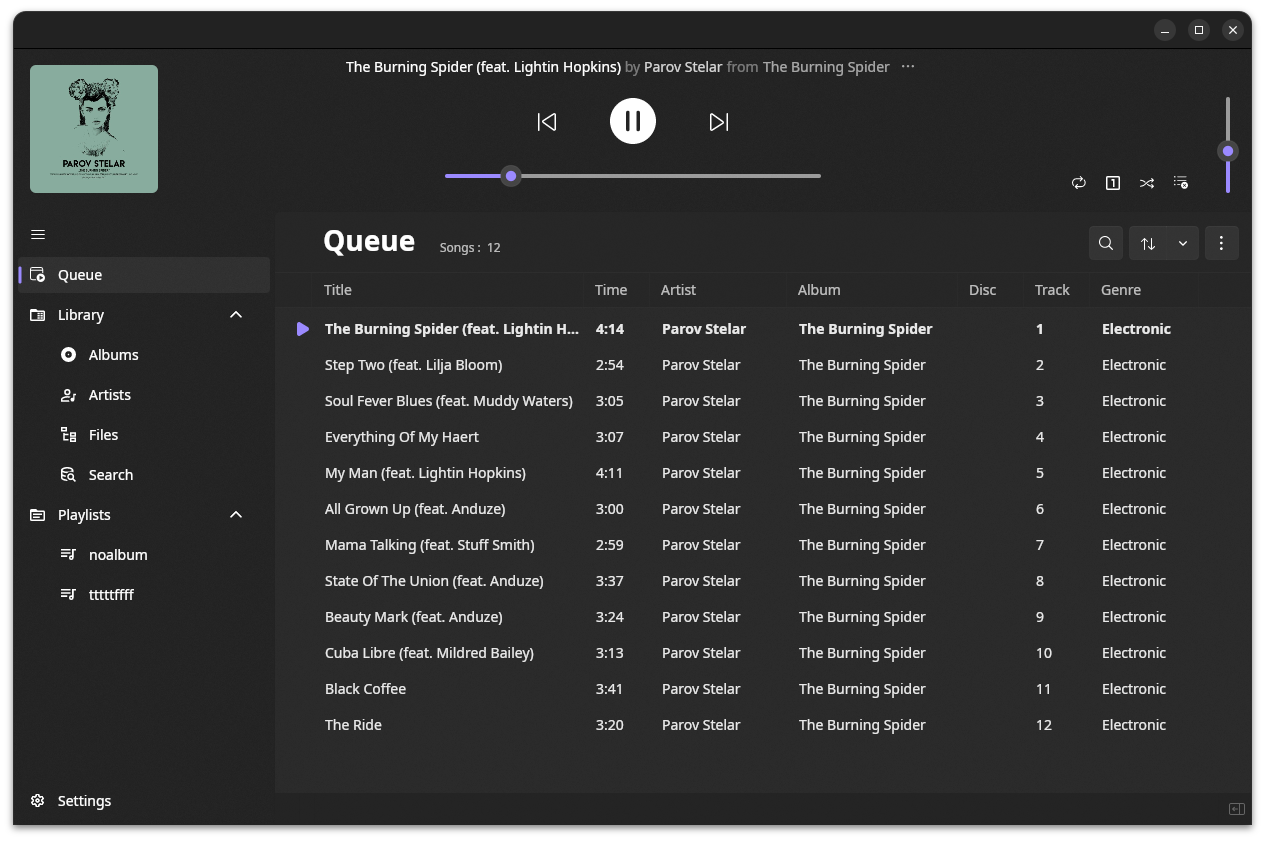 The Burning Spider (feat. Lightin Hopkins) by Parov Stelar from The Burning Spider ···
PAROV STELAR
1
Queue Songs : 12
Queue
Library
Albums
Artists
Files
Search
Playlists
noalbum
tttttffff
Settings
Title Time Artist Album Disc Track Genre
The Burning Spider (feat. Lightin H... 4:14 Parov Stelar The Burning Spider 1 Electronic
Step Two (feat. Lilja Bloom) 2:54 Parov Stelar The Burning Spider 2 Electronic
Soul Fever Blues (feat. Muddy Waters) 3:05 Parov Stelar The Burning Spider 3 Electronic
Everything Of My Haert 3:07 Parov Stelar The Burning Spider 4 Electronic
My Man (feat. Lightin Hopkins) 4:11 Parov Stelar The Burning Spider 5 Electronic
All Grown Up (feat. Anduze) 3:00 Parov Stelar The Burning Spider 6 Electronic
Mama Talking (feat. Stuff Smith) 2:59 Parov Stelar The Burning Spider 7 Electronic
State Of The Union (feat. Anduze) 3:37 Parov Stelar The Burning Spider 8 Electronic
Beauty Mark (feat. Anduze) 3:24 Parov Stelar The Burning Spider 9 Electronic
Cuba Libre (feat. Mildred Bailey) 3:13 Parov Stelar The Burning Spider 10 Electronic
Black Coffee 3:41 Parov Stelar The Burning Spider 11 Electronic
The Ride 3:20 Parov Stelar The Burning Spider 12 Electronic